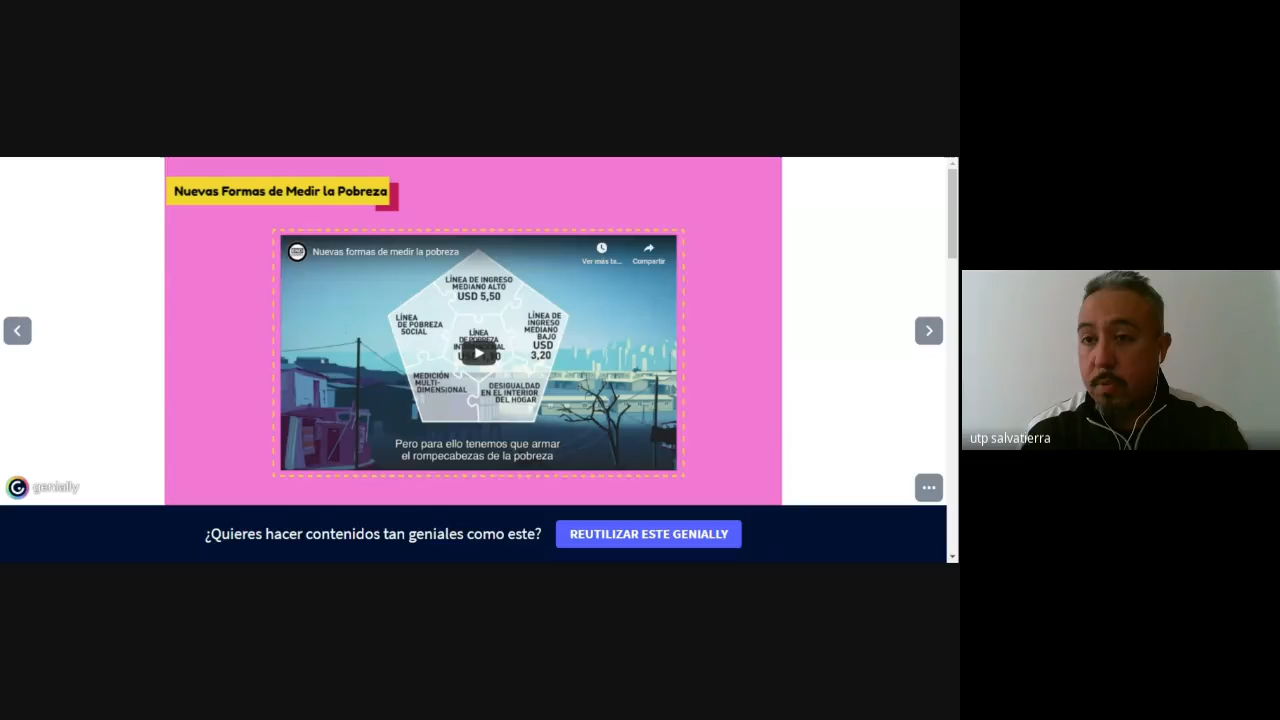 Nuevas Formas de Medir la Pobreza
Nuevas formas de medir la pobreza
Ver más ta...
Compartir
LÍNEA DE INGRESO
MEDIANO ALTO
USD 5,50
LÍNEA
DE POBREZA
SOCIAL
LÍNEA
DE POBREZA
LÍNEA DE
INGRESO
MEDIANO
BAJO
USD
3,20
MEDICIÓN
MULTI-
DIMENSIONAL
DESIGUALDAD
EN EL INTERIOR
DEL HOGAR
Pero para ello tenemos que armar
el rompecabezas de la pobreza
genially
¿Quieres hacer contenidos tan geniales como este?
REUTILIZAR ESTE GENIALLY
utp salvatierra